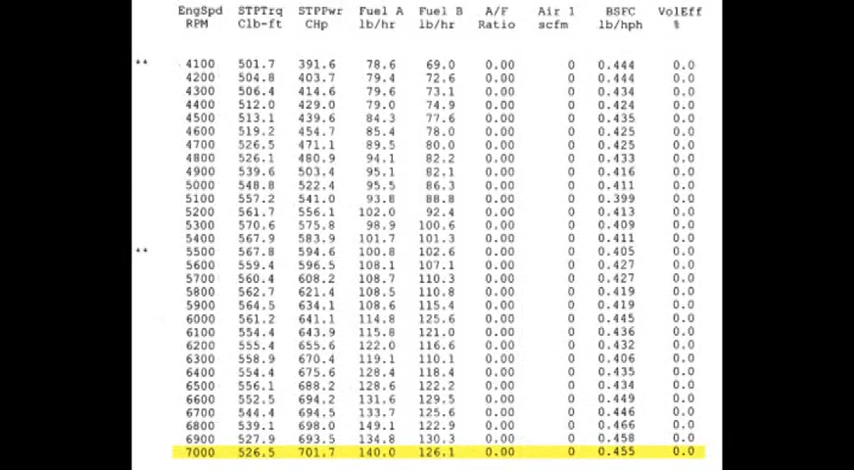 EngSpd STPTrq STPPwr Fuel A Fuel B A/F Air 1 BSFC VolEff
RPM Clb-ft CHp lb/hr lb/hr Ratio scfm lb/hph %
** 4100 501.7 391.6 78.6 69.0 0.00 0 0.444 0.0
4200 504.8 403.7 79.4 72.6 0.00 0 0.444 0.0
4300 506.4 414.6 79.6 73.1 0.00 0 0.434 0.0
4400 512.0 429.0 79.0 74.9 0.00 0 0.424 0.0
4500 513.1 439.6 84.3 77.6 0.00 0 0.435 0.0
4600 519.2 454.7 85.4 78.0 0.00 0 0.425 0.0
4700 526.5 471.1 89.5 80.0 0.00 0 0.425 0.0
4800 526.1 480.9 94.1 82.2 0.00 0 0.433 0.0
4900 539.6 503.4 95.1 82.1 0.00 0 0.416 0.0
5000 548.8 522.4 95.5 86.3 0.00 0 0.411 0.0
5100 557.2 541.0 93.8 88.8 0.00 0 0.399 0.0
5200 561.7 556.1 102.0 92.4 0.00 0 0.413 0.0
5300 570.6 575.8 98.9 100.6 0.00 0 0.409 0.0
5400 567.9 583.9 101.7 101.3 0.00 0 0.411 0.0
** 5500 567.8 594.6 100.8 102.6 0.00 0 0.405 0.0
5600 559.4 596.5 108.1 107.1 0.00 0 0.427 0.0
5700 560.4 608.2 108.7 110.3 0.00 0 0.427 0.0
5800 562.7 621.4 108.5 110.8 0.00 0 0.419 0.0
5900 564.5 634.1 108.6 115.4 0.00 0 0.419 0.0
6000 561.2 641.1 114.8 125.6 0.00 0 0.445 0.0
6100 554.4 643.9 115.8 121.0 0.00 0 0.436 0.0
6200 555.4 655.6 122.0 116.6 0.00 0 0.432 0.0
6300 558.9 670.4 119.1 110.1 0.00 0 0.406 0.0
6400 554.4 675.6 128.4 118.4 0.00 0 0.435 0.0
6500 556.1 688.2 128.6 122.2 0.00 0 0.434 0.0
6600 552.5 694.2 131.6 129.5 0.00 0 0.449 0.0
6700 544.4 694.5 133.7 125.6 0.00 0 0.446 0.0
6800 539.1 698.0 149.1 122.9 0.00 0 0.466 0.0
6900 527.9 693.5 134.8 130.3 0.00 0 0.458 0.0
7000 526.5 701.7 140.0 126.1 0.00 0 0.455 0.0